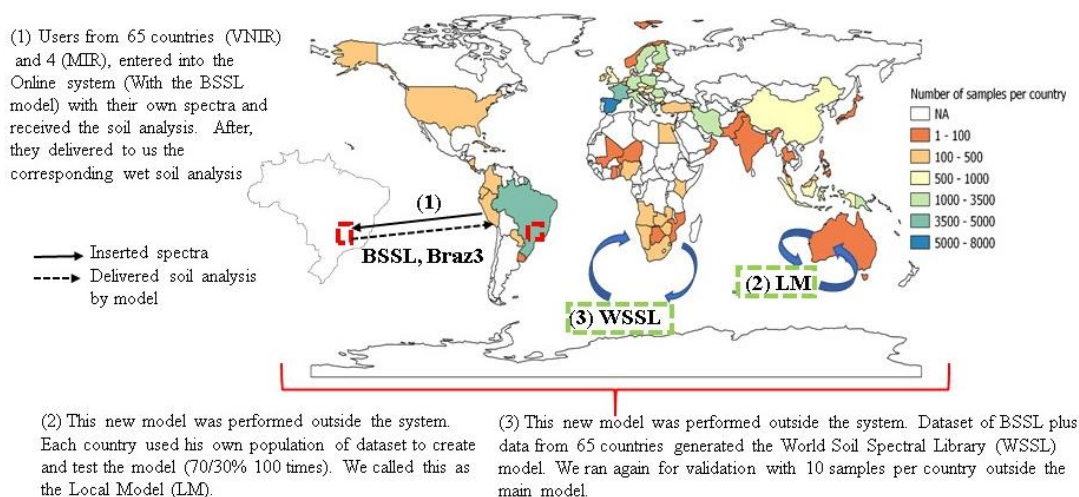 (1) Users from 65 countries (VNIR)
and 4 (MIR), entered into the
Online system (With the BSSL
model) with their own spectra and
received the soil analysis. After,
they delivered to us the
corresponding wet soil analysis
Inserted spectra
Delivered soil analysis
by model
(1)
BSSL, Braz3
(3) WSSL
(2) LM
Number of samples per country
NA
1 - 100
100 - 500
500 - 1000
1000 - 3500
3500 - 5000
5000 - 8000
(2) This new model was performed outside the system.
Each country used his own population of dataset to create
and test the model (70/30% 100 times). We called this as
the Local Model (LM).
(3) This new model was performed outside the system. Dataset of BSSL plus
data from 65 countries generated the World Soil Spectral Library (WSSL)
model. We ran again for validation with 10 samples per country outside the
main model.